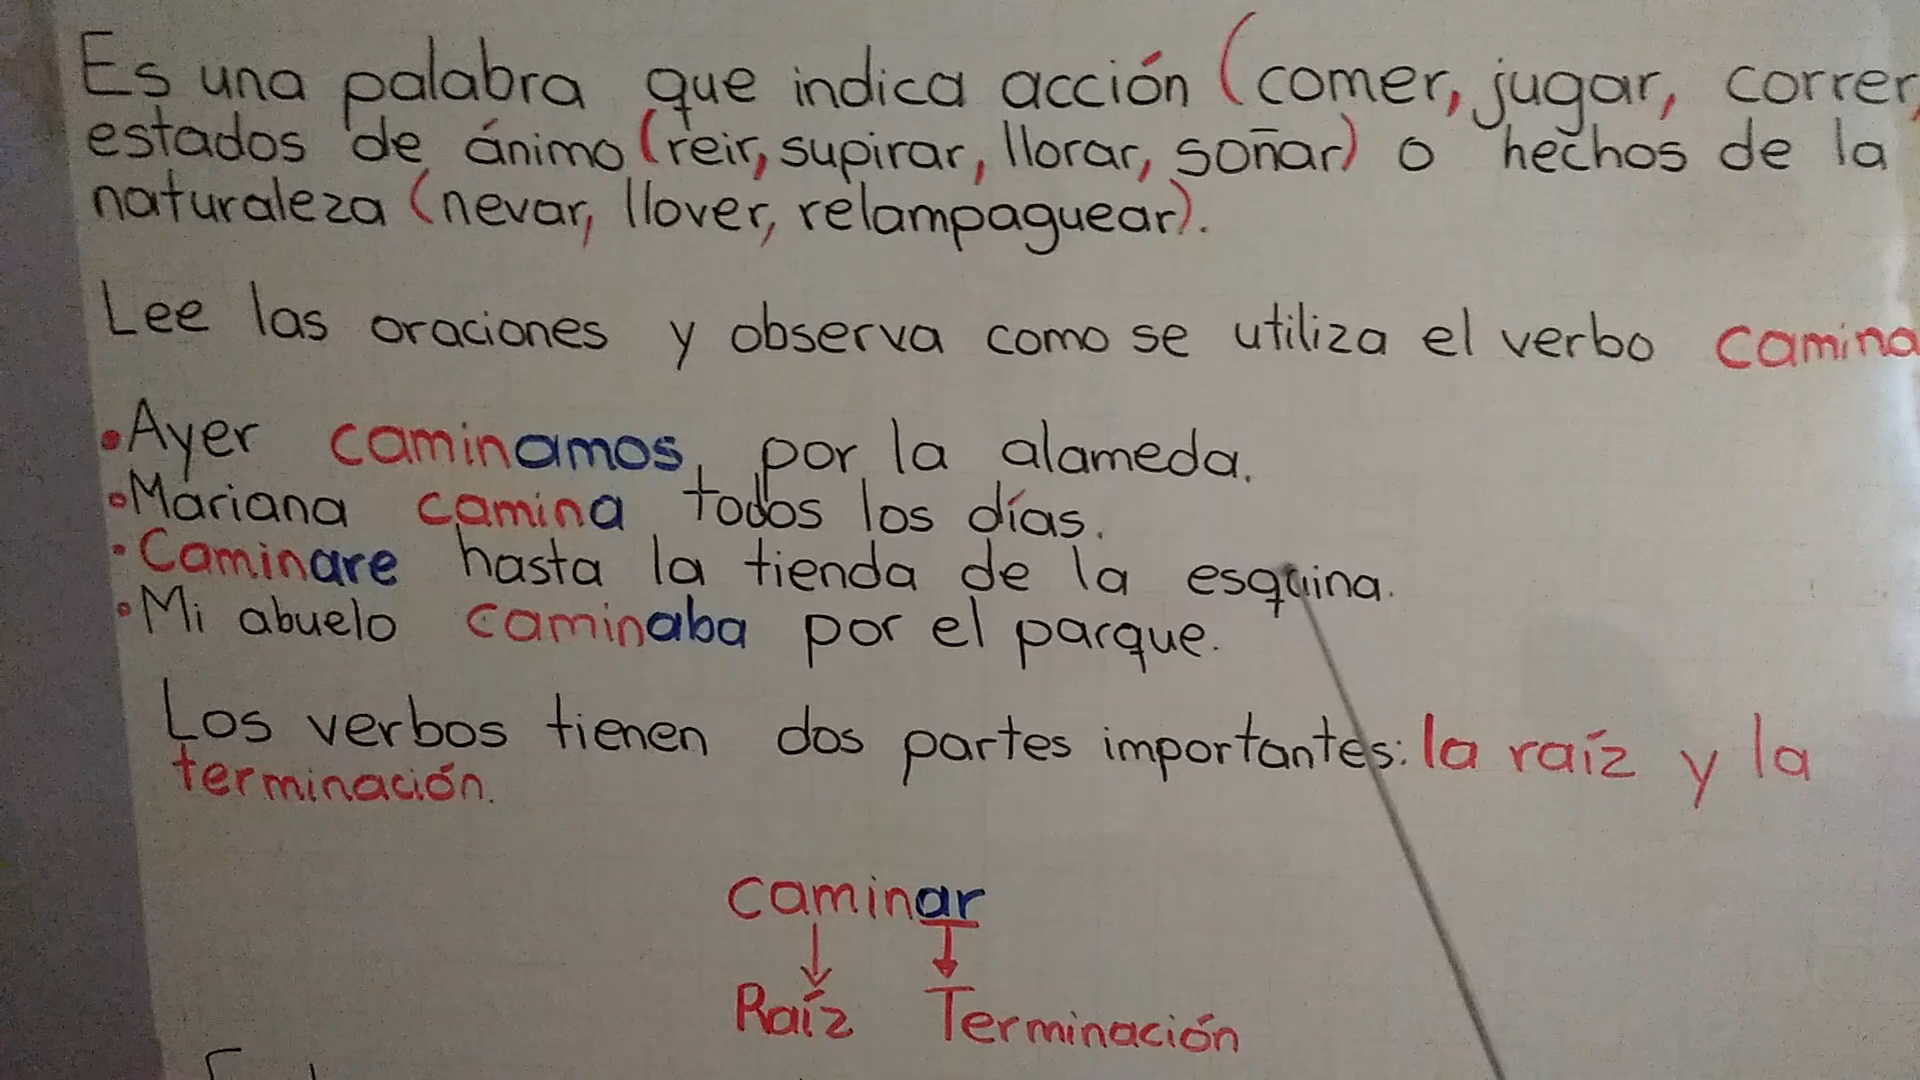 Es una palabra que indica acción (comer, jugar, correr,
estados de ánimo (reir, supirar, llorar, soñar) o hechos de la
naturaleza (nevar, llover, relampaguear).
Lee las oraciones y observa como se utiliza el verbo camina
•Ayer caminamos por la alameda.
•Mariana camina todos los días.
•Caminare hasta la tienda de la esquina.
•Mi abuelo caminaba por el parque.
Los verbos tienen dos partes importantes: la raíz y la
terminación.
caminar
Raíz Terminación